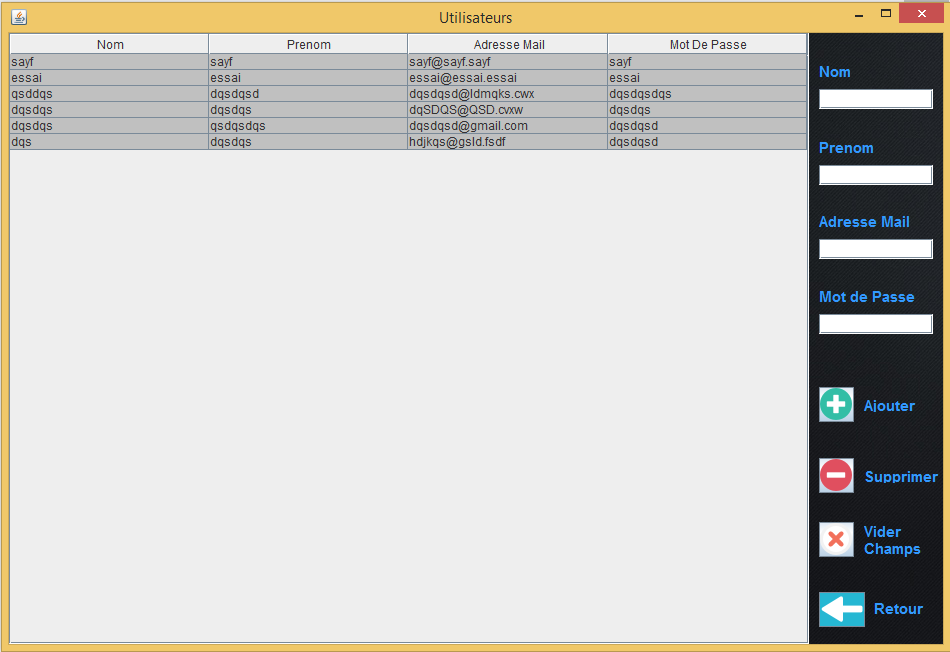 Utilisateurs
Nom Prenom Adresse Mail Mot De Passe
sayf sayf sayf@sayf.sayf sayf
essai essai essai@essai.essai essai
qsddqs dqsdqsd dqsdqsd@ldmqks.cwx dqsdqsdqs
dqsdqs dqsdqs dqSDQS@QSD.cvxw dqsdqs
dqsdqs qsdqsdqs dqsdqsd@gmail.com dqsdqsd
dqs dqsdqs hdjkqs@gsld.fsdf dqsdqsd
Nom
Prenom
Adresse Mail
Mot de Passe
Ajouter
Supprimer
Vider
Champs
Retour